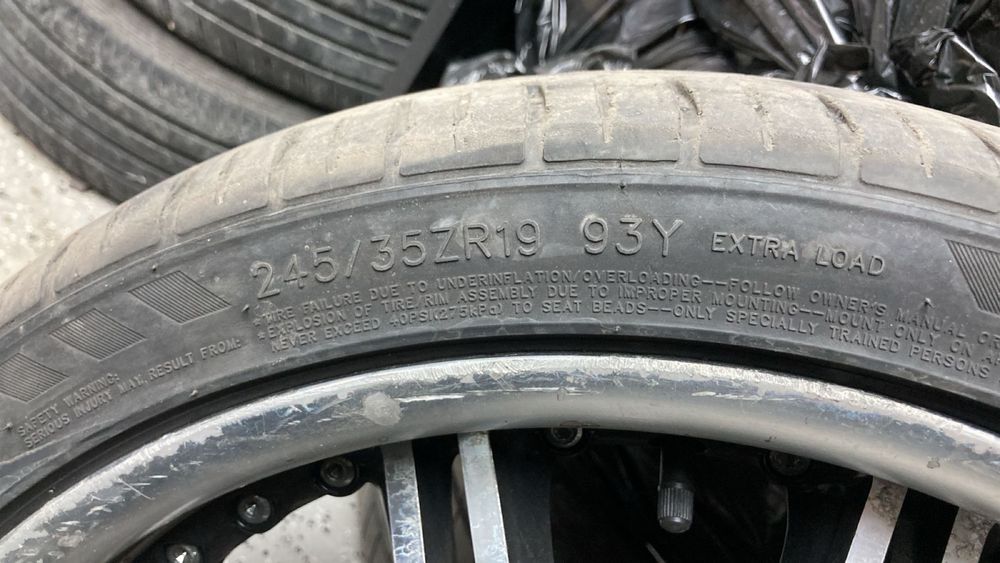 245/35ZR19 93Y EXTRA LOAD
SAFETY WARNING:
SERIOUS INJURY MAY RESULT FROM:
*TIRE FAILURE DUE TO UNDERINFLATION/OVERLOADING--FOLLOW OWNER'S MANUAL OR
*EXPLOSION OF TIRE/RIM ASSEMBLY DUE TO IMPROPER MOUNTING--MOUNT ONLY ON
NEVER EXCEED 40PSI(275KPa) TO SEAT BEADS--ONLY SPECIALLY TRAINED PERSONS